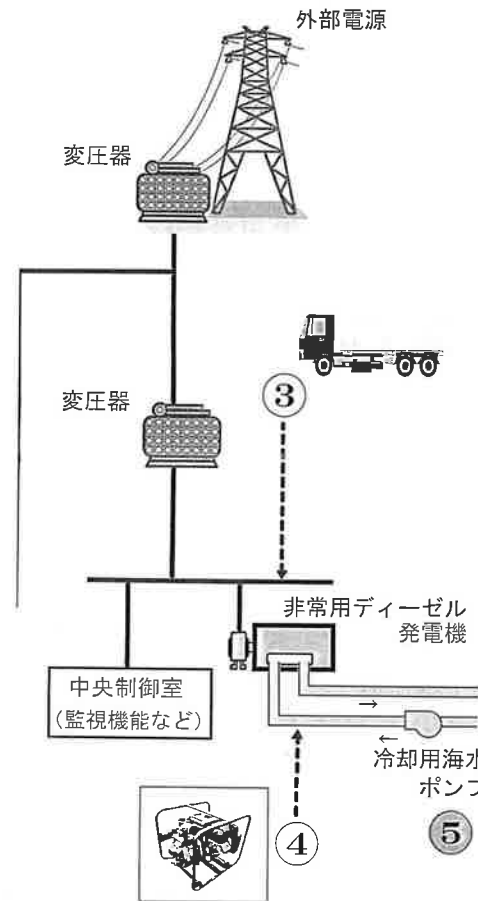 外部電源
変圧器
変圧器
③
非常用ディーゼル
発電機
中央制御室
(監視機能など)
→
←
冷却用海水
ポンプ
④
⑤